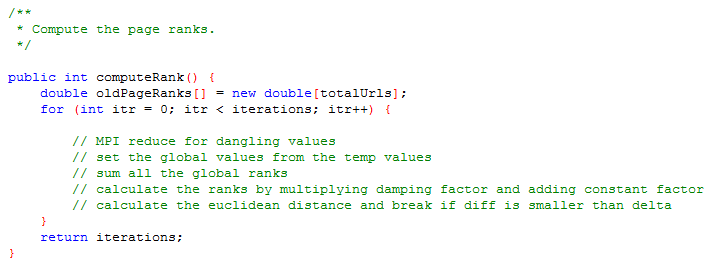 /**
 * Compute the page ranks.
 */
public int computeRank() {
    double oldPageRanks[] = new double[totalUrls];
    for (int itr = 0; itr < iterations; itr++) {
        // MPI reduce for dangling values
        // set the global values from the temp values
        // sum all the global ranks
        // calculate the ranks by multiplying damping factor and adding constant factor
        // calculate the euclidean distance and break if diff is smaller than delta
    }
    return iterations;
}